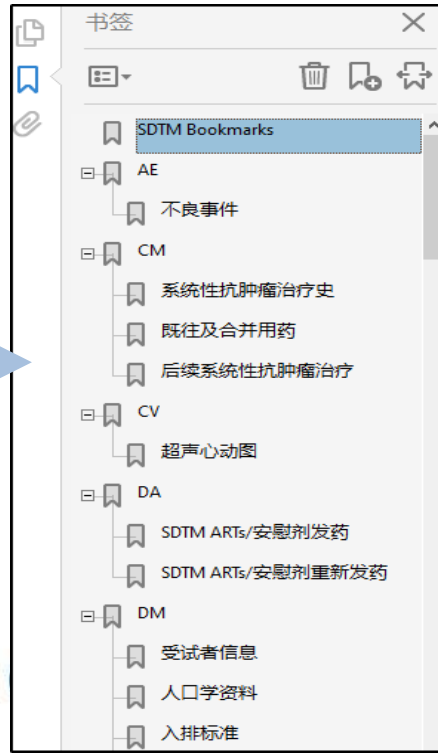 书签
SDTM Bookmarks
AE
不良事件
CM
系统性抗肿瘤治疗史
既往及合并用药
后续系统性抗肿瘤治疗
CV
超声心动图
DA
SDTM ARTs/安慰剂发药
SDTM ARTs/安慰剂重新发药
DM
受试者信息
人口学资料
入排标准